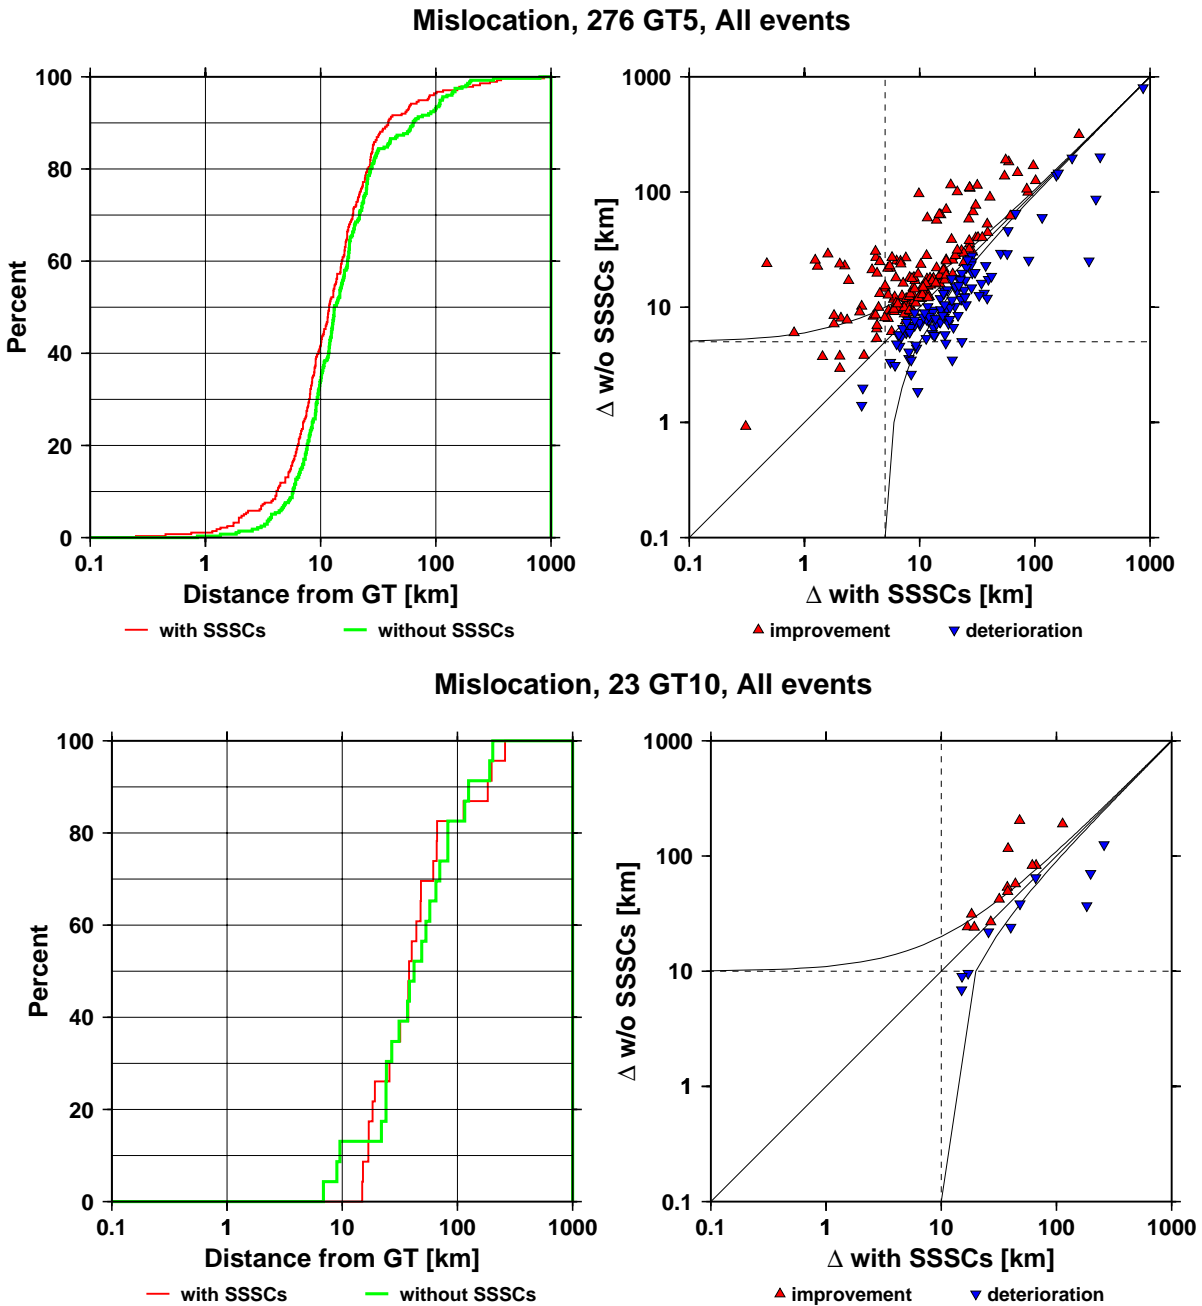 Mislocation, 276 GT5, All events
100
80
60
40
20
0
Percent
0.1 1 10 100 1000
Distance from GT [km]
with SSSCs without SSSCs
1000
100
10
1
0.1
Δ w/o SSSCs [km]
0.1 1 10 100 1000
Δ with SSSCs [km]
improvement deterioration
Mislocation, 23 GT10, All events
100
80
60
40
20
0
Percent
0.1 1 10 100 1000
Distance from GT [km]
with SSSCs without SSSCs
1000
100
10
1
0.1
Δ w/o SSSCs [km]
0.1 1 10 100 1000
Δ with SSSCs [km]
improvement deterioration